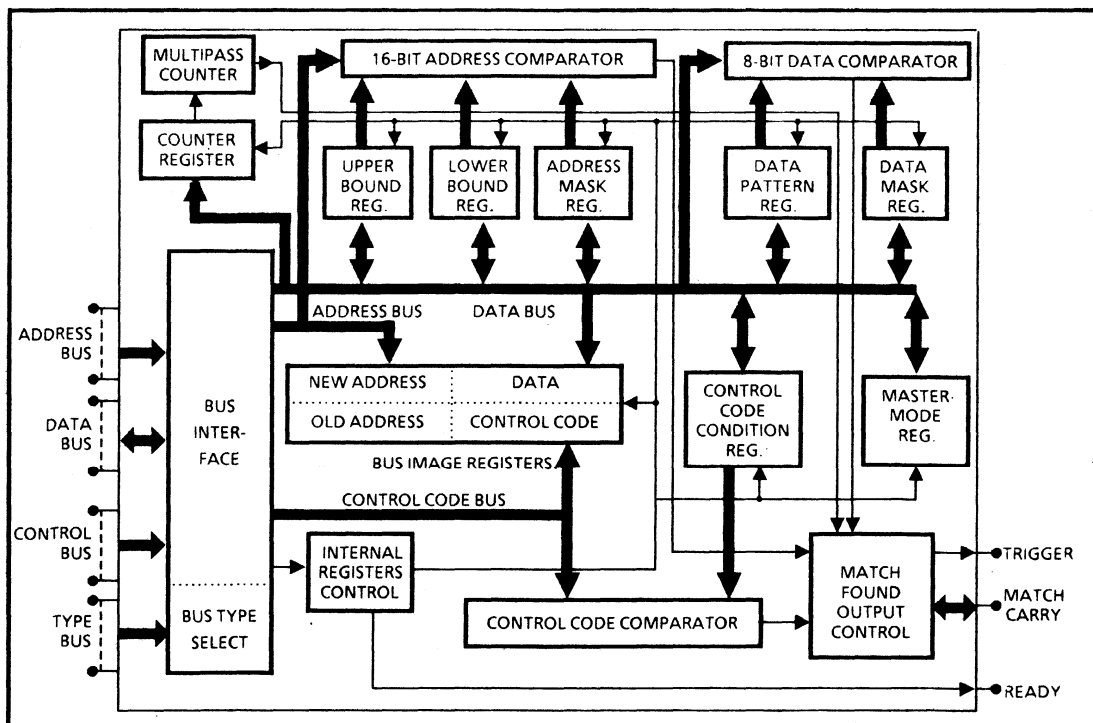 MULTIPASS
COUNTER
16-BIT ADDRESS COMPARATOR
8-BIT DATA COMPARATOR
COUNTER
REGISTER
UPPER
BOUND
REG.
LOWER
BOUND
REG.
ADDRESS
MASK
REG.
DATA
PATTERN
REG.
DATA
MASK
REG.
ADDRESS BUS
DATA BUS
ADDRESS
BUS
DATA
BUS
CONTROL
BUS
TYPE
BUS
BUS
INTER-
FACE
BUS TYPE
SELECT
NEW ADDRESS
DATA
OLD ADDRESS
CONTROL CODE
BUS IMAGE REGISTERS
CONTROL CODE BUS
CONTROL
CODE
CONDITION
REG.
MASTER-
MODE
REG.
INTERNAL
REGISTERS
CONTROL
CONTROL CODE COMPARATOR
MATCH
FOUND
OUTPUT
CONTROL
TRIGGER
MATCH
CARRY
READY